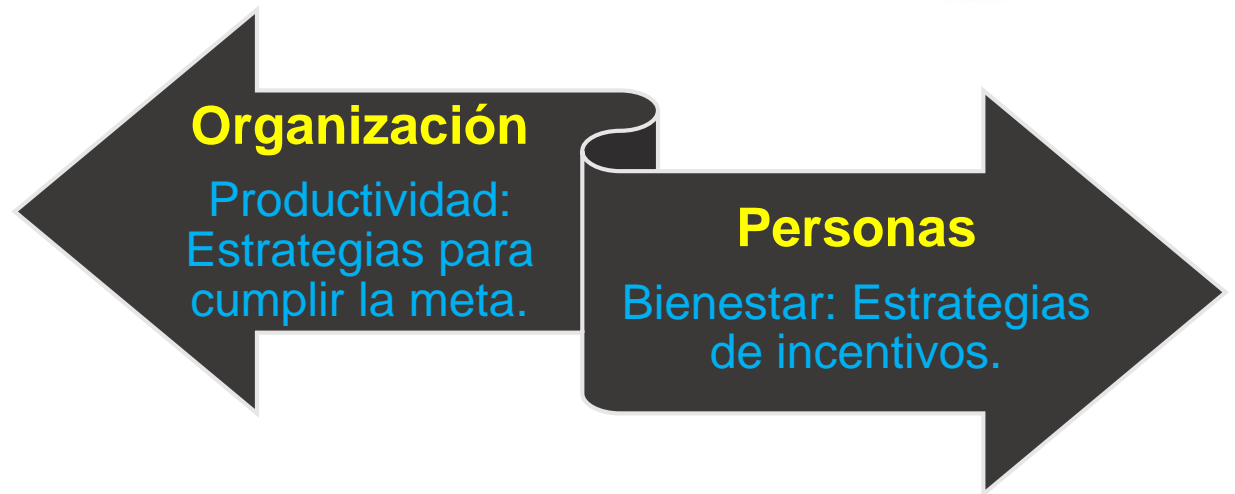 Organización
Productividad:
Estrategias para
cumplir la meta.
Personas
Bienestar: Estrategias
de incentivos.